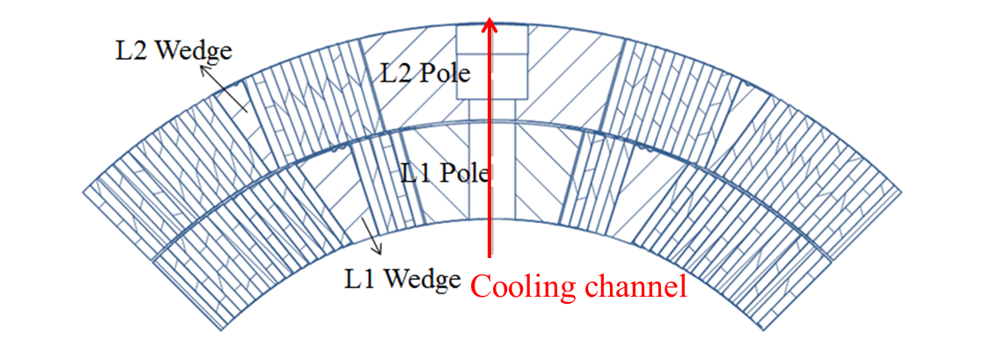 L2 Wedge
L2 Pole
L1 Pole
L1 Wedge
Cooling channel